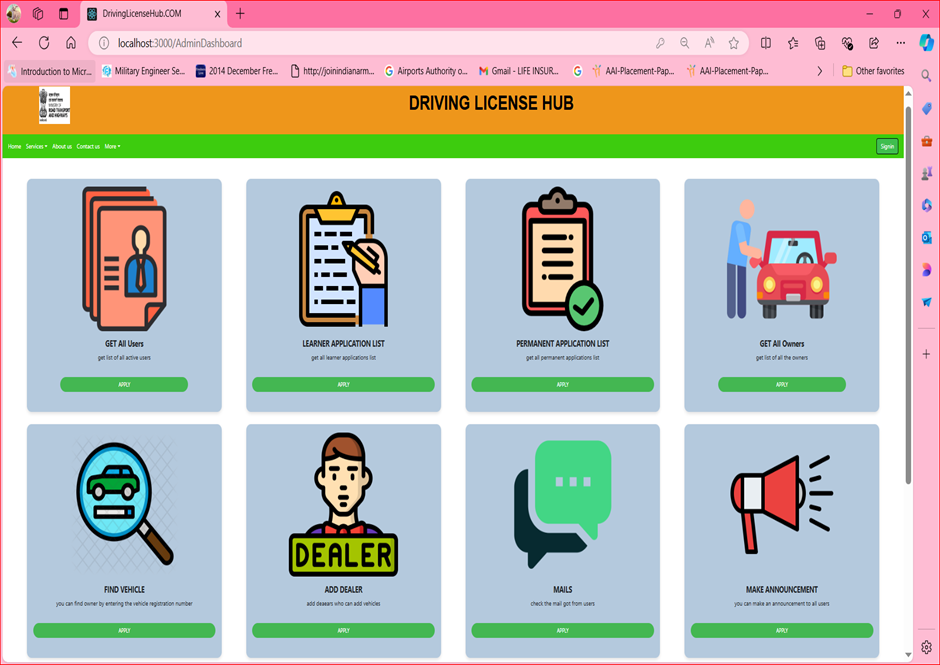 DrivingLicenseHub.COM
localhost:3000/AdminDashboard
Introduction to Micr...
Military Engineer Se...
2014 December Fre...
http://joinindianarm...
Airports Authority o...
Gmail - LIFE INSUR...
AAI-Placement-Pap...
AAI-Placement-Pap...
Other favorites
DRIVING LICENSE HUB
Home Services About us Contact us More
Signin
GET All Users
get list of all active users
APPLY
LEARNER APPLICATION LIST
get all learner applications list
APPLY
PERMANENT APPLICATION LIST
get all permanent applications list
APPLY
GET All Owners
get list of all the owners
APPLY
FIND VEHICLE
you can find owner by entering the vehicle registration number
APPLY
DEALER
ADD DEALER
add deaears who can add vehicles
APPLY
MAILS
check the mail got from users
APPLY
MAKE ANNOUNCEMENT
you can make an announcement to all users
APPLY